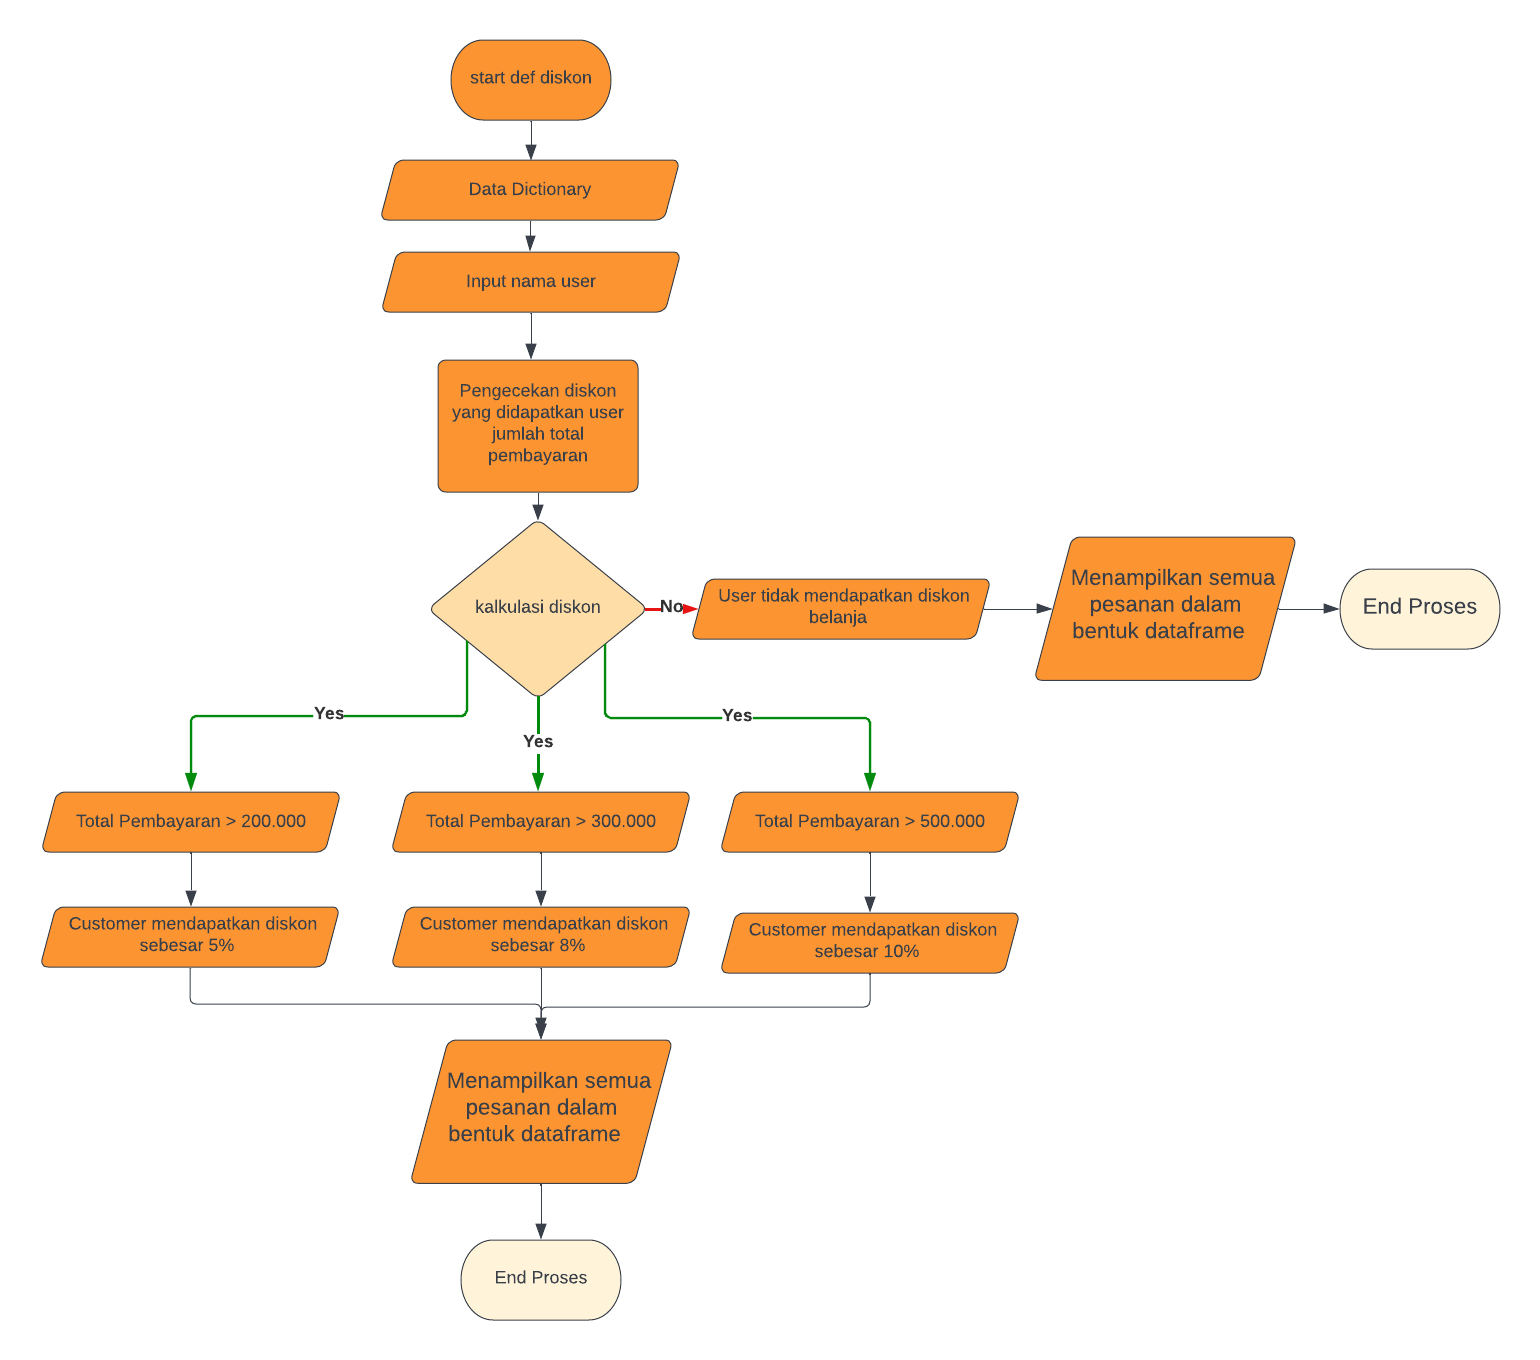 start def diskon
Data Dictionary
Input nama user
Pengecekan diskon
yang didapatkan user
jumlah total
pembayaran
kalkulasi diskon
No
User tidak mendapatkan diskon
belanja
Menampilkan semua
pesanan dalam
bentuk dataframe
End Proses
Yes
Yes
Yes
Total Pembayaran > 200.000
Total Pembayaran > 300.000
Total Pembayaran > 500.000
Customer mendapatkan diskon
sebesar 5%
Customer mendapatkan diskon
sebesar 8%
Customer mendapatkan diskon
sebesar 10%
Menampilkan semua
pesanan dalam
bentuk dataframe
End Proses